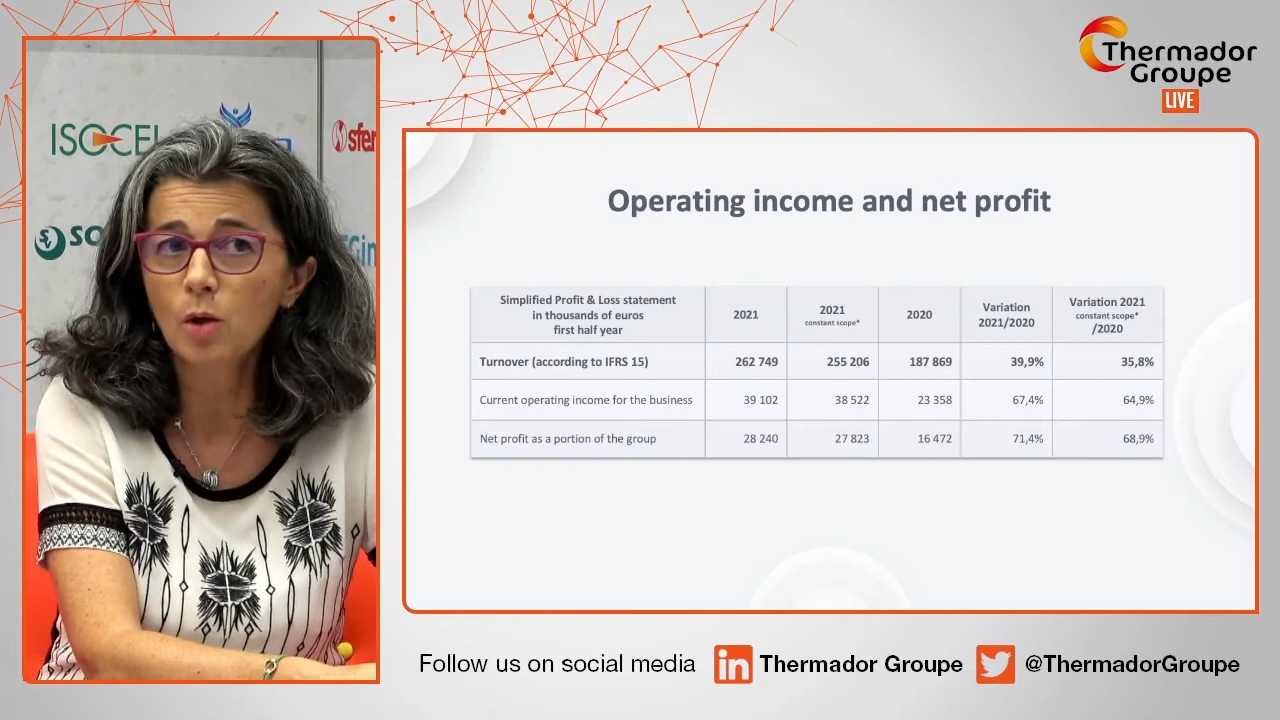 Thermador
Groupe
LIVE
ISOCEL
sfer
SO
Operating income and net profit
Simplified Profit & Loss statement
in thousands of euros
first half year
2021
2021
constant scope*
2020
Variation
2021/2020
Variation 2021
constant scope*
/2020
Turnover (according to IFRS 15) 262 749 255 206 187 869 39,9% 35,8%
Current operating income for the business 39 102 38 522 23 358 67,4% 64,9%
Net profit as a portion of the group 28 240 27 823 16 472 71,4% 68,9%
Follow us on social media in Thermador Groupe @ThermadorGroupe